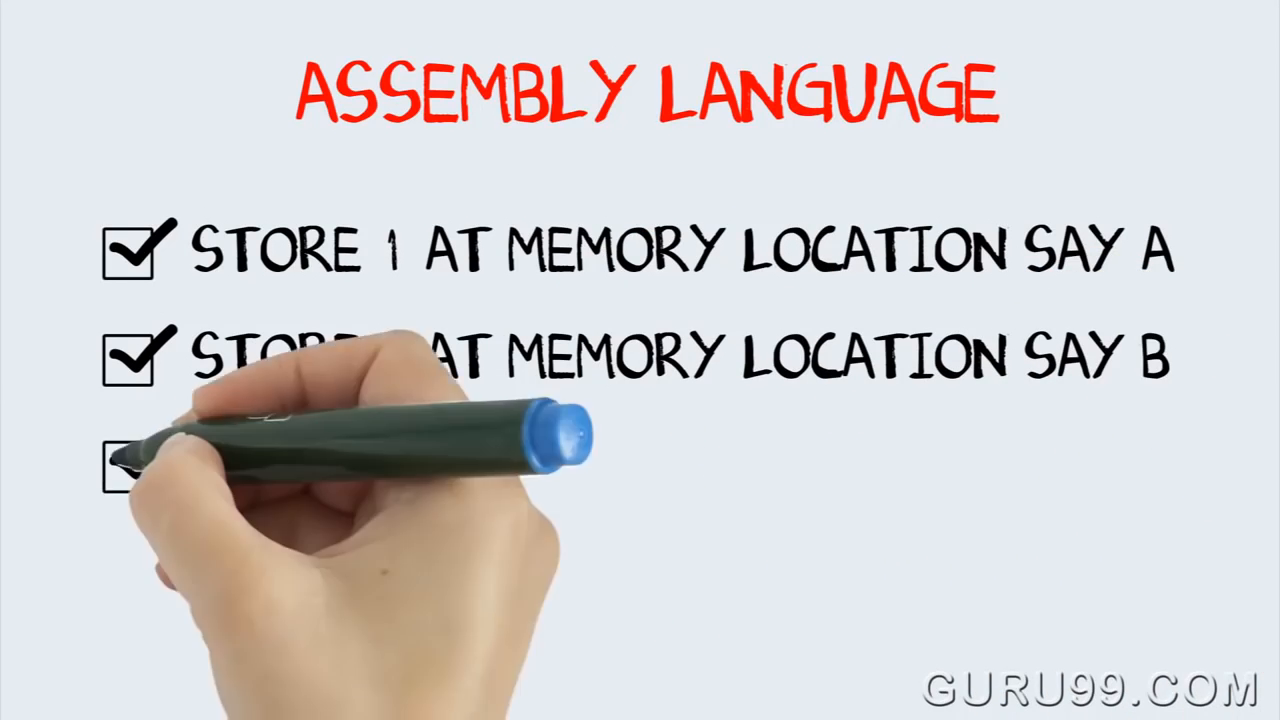 ASSEMBLY LANGUAGE
STORE 1 AT MEMORY LOCATION SAY A
AT MEMORY LOCATION SAY B
GURU99.COM